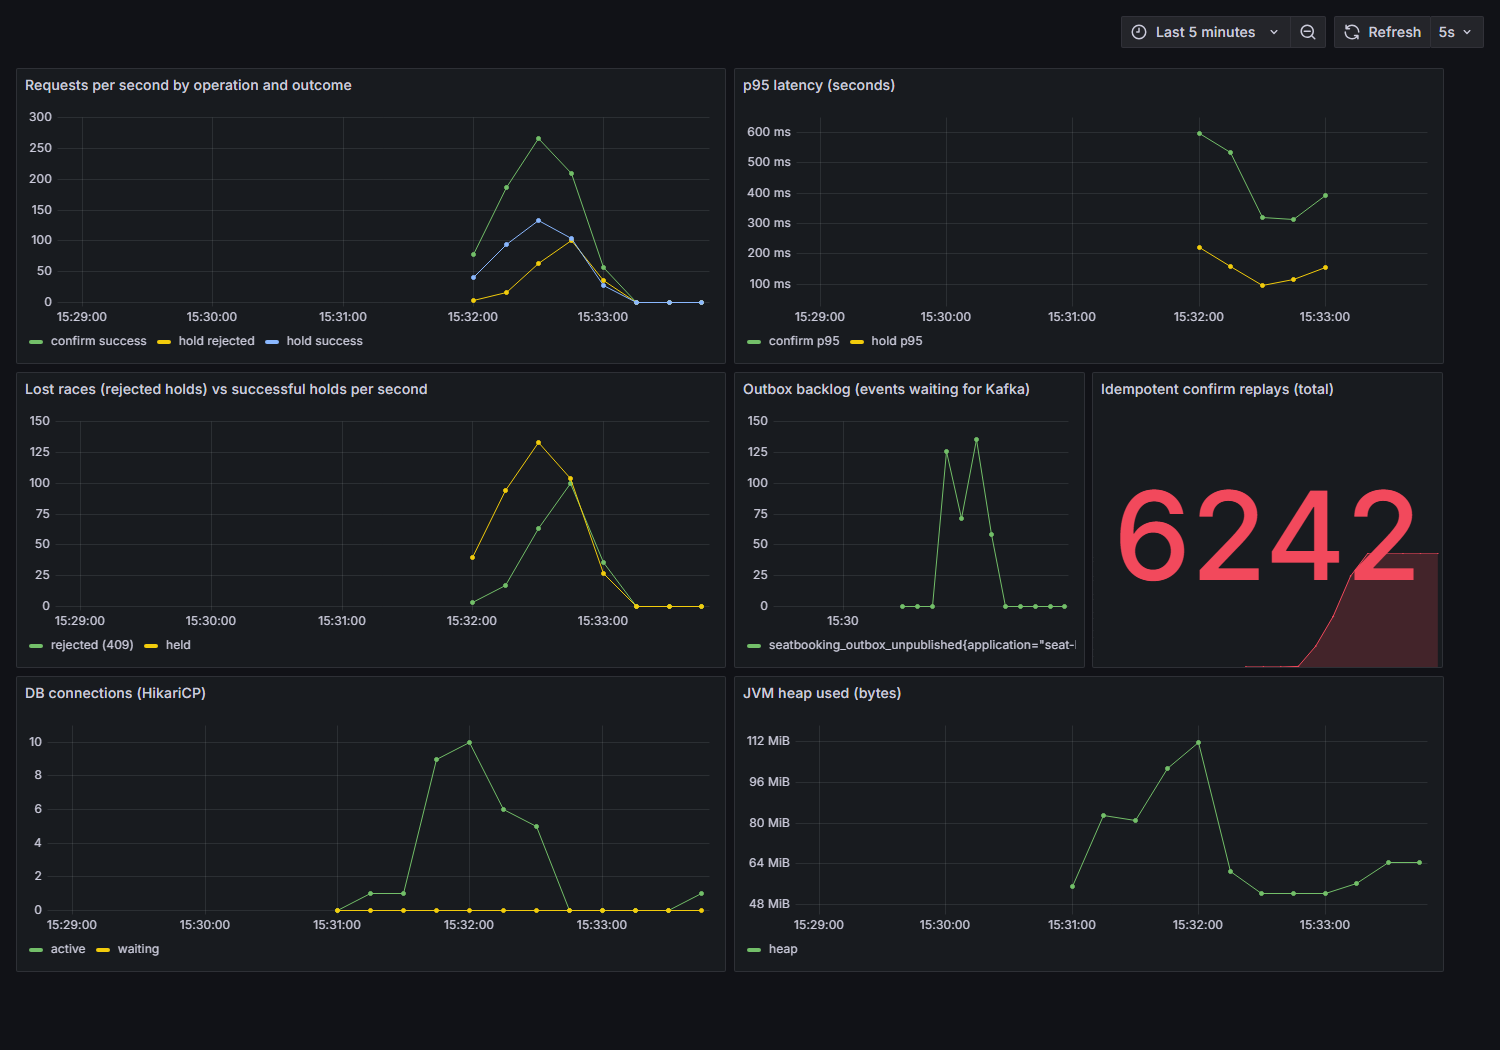 Last 5 minutes
Refresh
5s
Requests per second by operation and outcome
300
250
200
150
100
50
0
15:29:00 15:30:00 15:31:00 15:32:00 15:33:00
confirm success hold rejected hold success
p95 latency (seconds)
600 ms
500 ms
400 ms
300 ms
200 ms
100 ms
15:29:00 15:30:00 15:31:00 15:32:00 15:33:00
confirm p95 hold p95
Lost races (rejected holds) vs successful holds per second
150
125
100
75
50
25
0
15:29:00 15:30:00 15:31:00 15:32:00 15:33:00
rejected (409) held
Outbox backlog (events waiting for Kafka)
150
125
100
75
50
25
0
15:30
seatbooking_outbox_unpublished{application="seat-
Idempotent confirm replays (total)
6242
DB connections (HikariCP)
10
8
6
4
2
0
15:29:00 15:30:00 15:31:00 15:32:00 15:33:00
active waiting
JVM heap used (bytes)
112 MiB
96 MiB
80 MiB
64 MiB
48 MiB
15:29:00 15:30:00 15:31:00 15:32:00 15:33:00
heap